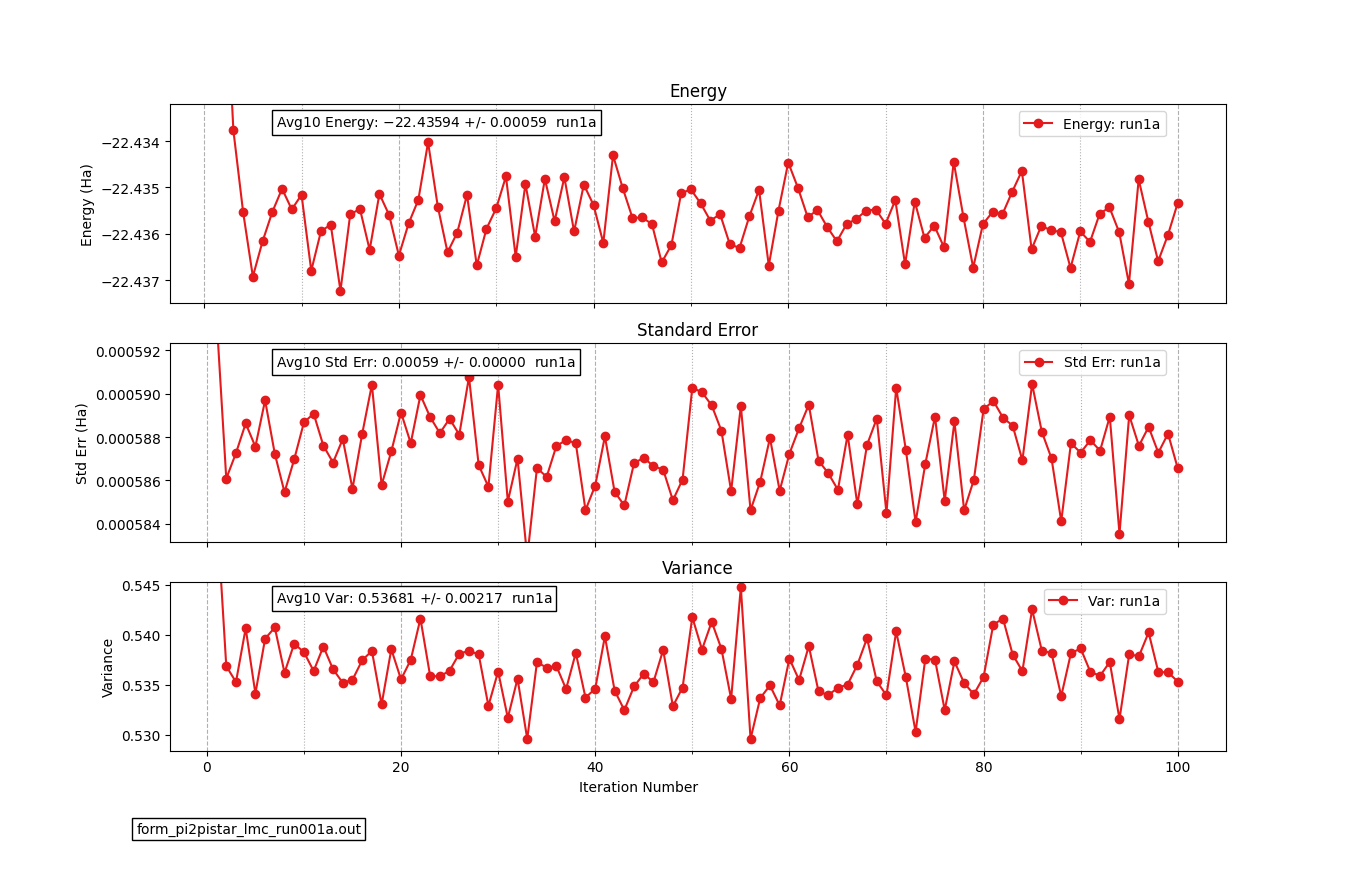 Energy
Avg10 Energy: −22.43594 +/- 0.00059 run1a
Energy: run1a
−22.434
−22.435
−22.436
−22.437
Energy (Ha)
Standard Error
Avg10 Std Err: 0.00059 +/- 0.00000 run1a
Std Err: run1a
0.000592
0.000590
0.000588
0.000586
0.000584
Std Err (Ha)
Variance
Avg10 Var: 0.53681 +/- 0.00217 run1a
Var: run1a
0.545
0.540
0.535
0.530
Variance
0 20 40 60 80 100
Iteration Number
form_pi2pistar_lmc_run001a.out